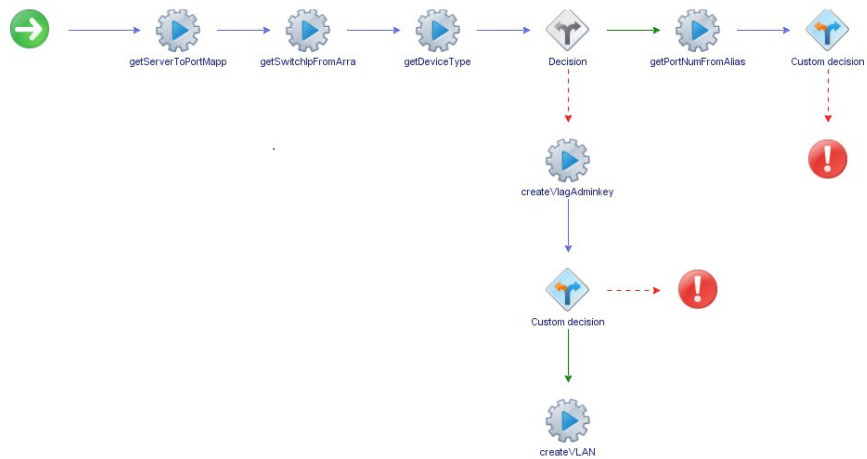 getServerToPortMapp
getSwitchIpFromArra
getDeviceType
Decision
getPortNumFromAlias
Custom decision
createVlagAdminkey
Custom decision
createVLAN